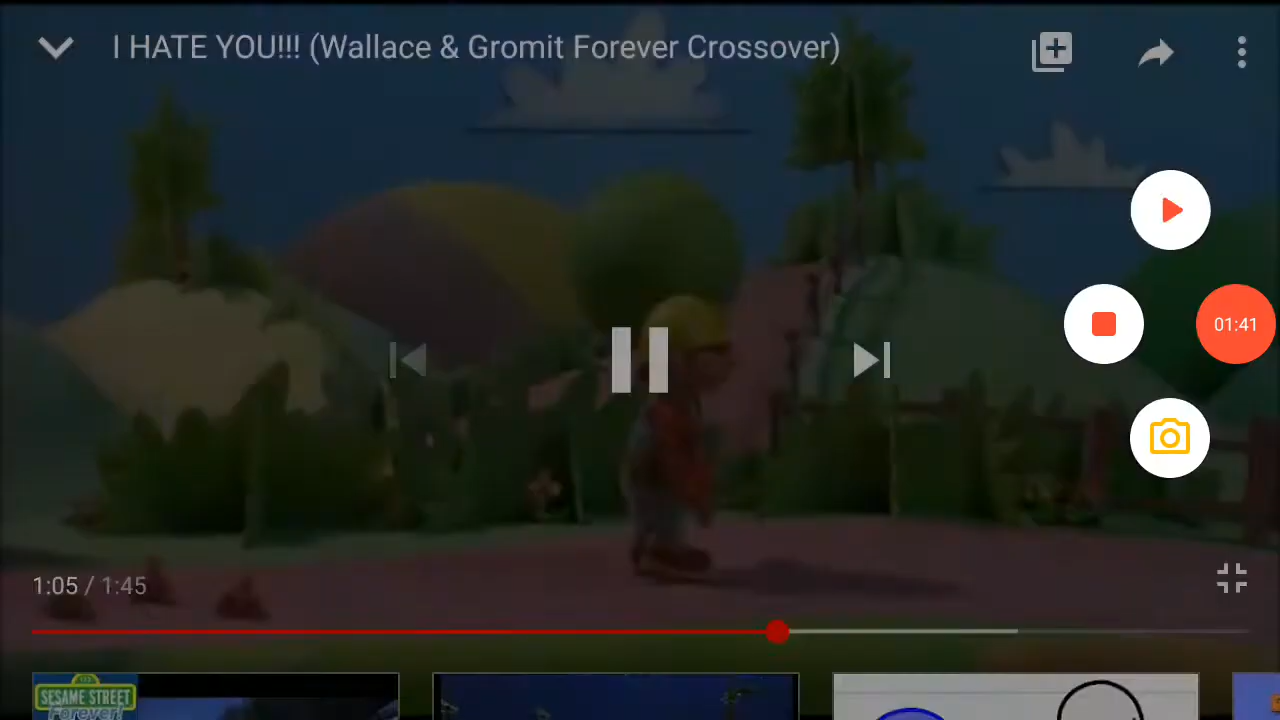 I HATE YOU!!! (Wallace & Gromit Forever Crossover)
01:41
1:05 / 1:45
SESAME STREET
Forever!